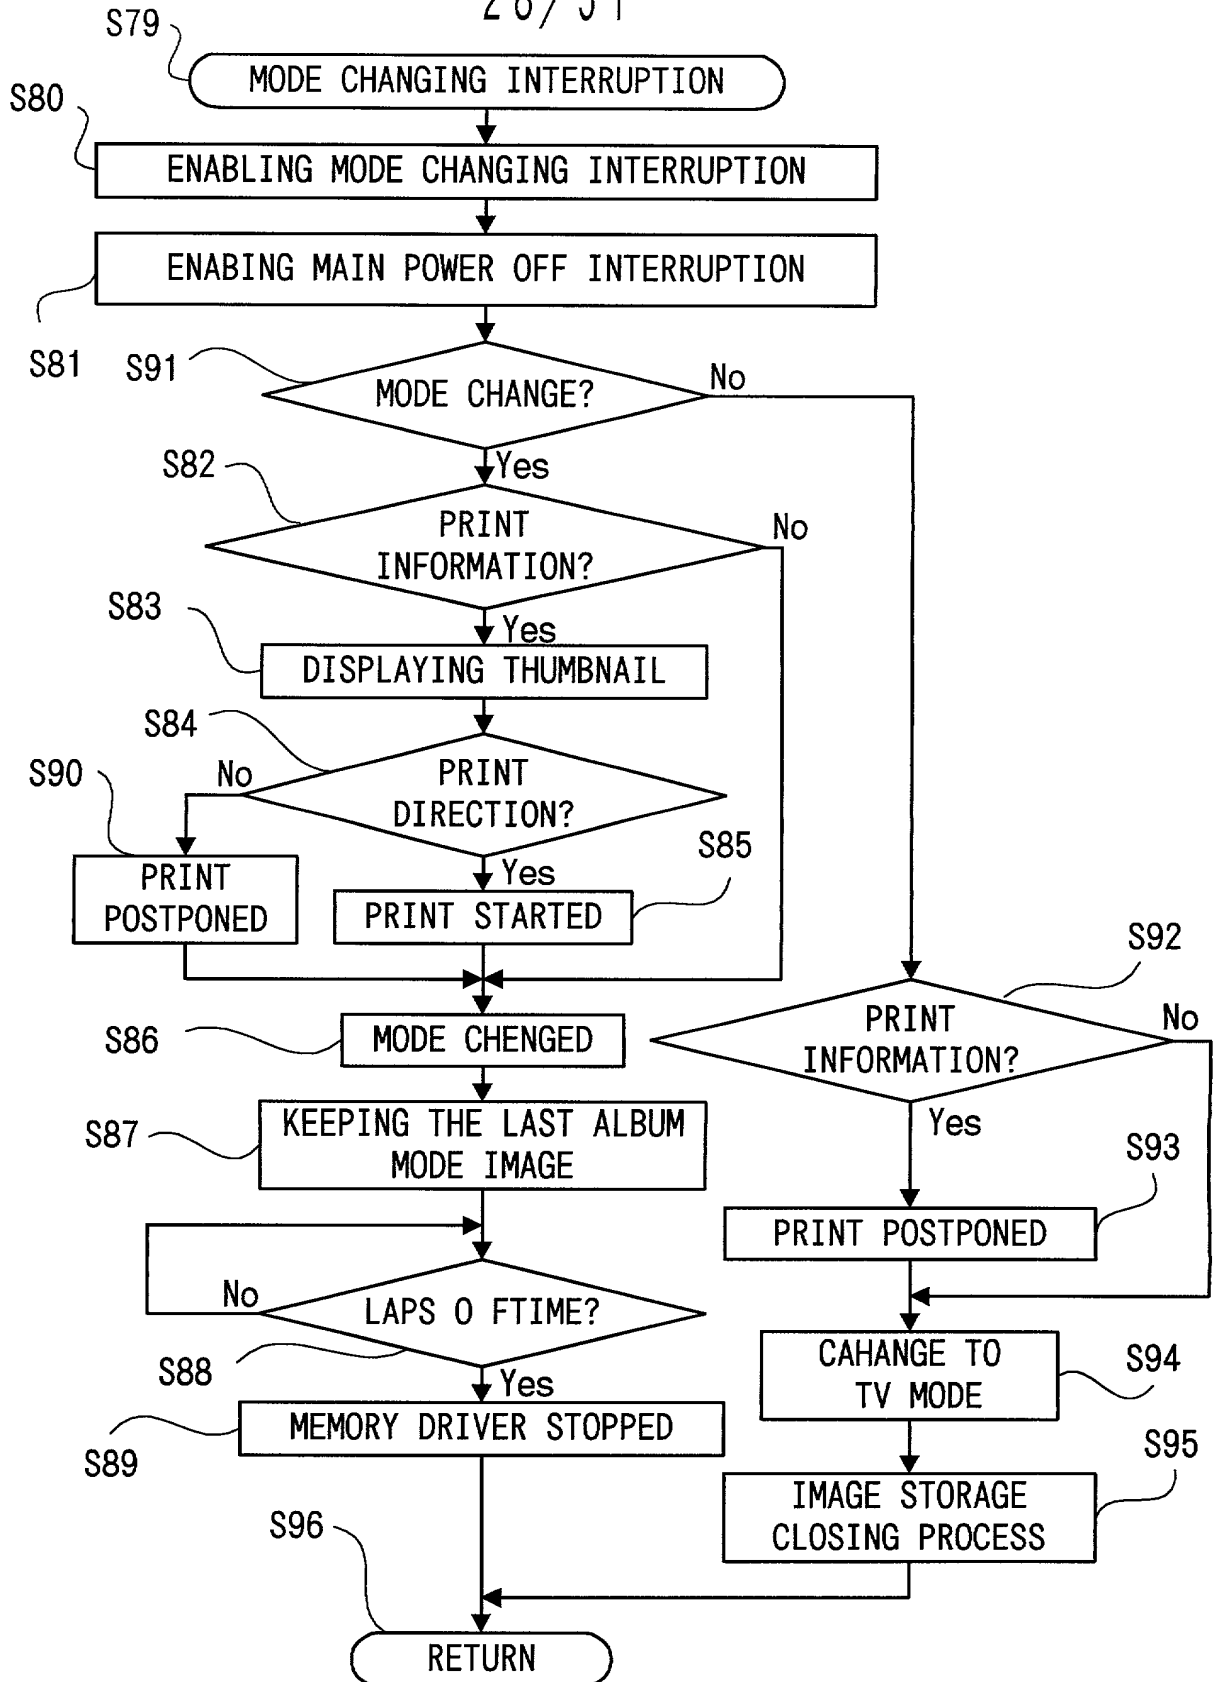 28/31
S79
MODE CHANGING INTERRUPTION
S80
ENABLING MODE CHANGING INTERRUPTION
ENABING MAIN POWER OFF INTERRUPTION
S81
S91
MODE CHANGE?
No
Yes
S82
PRINT
INFORMATION?
No
Yes
S83
DISPLAYING THUMBNAIL
S84
PRINT
DIRECTION?
No
S90
PRINT
POSTPONED
Yes
S85
PRINT STARTED
S86
MODE CHENGED
S87
KEEPING THE LAST ALBUM
MODE IMAGE
LAPS O FTIME?
No
S88
Yes
MEMORY DRIVER STOPPED
S89
S92
PRINT
INFORMATION?
No
Yes
S93
PRINT POSTPONED
CAHANGE TO
TV MODE
S94
S95
IMAGE STORAGE
CLOSING PROCESS
S96
RETURN